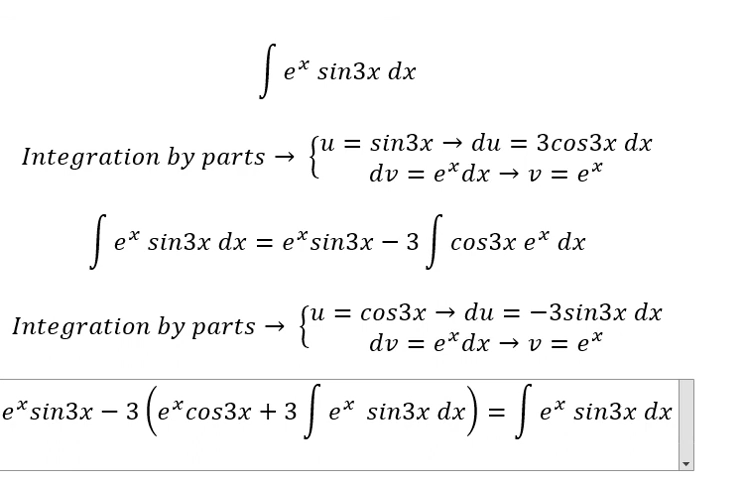 ∫ eˣ sin3x dx
Integration by parts → { u = sin3x → du = 3cos3x dx
dv = eˣdx → v = eˣ
∫ eˣ sin3x dx = eˣsin3x − 3 ∫ cos3x eˣ dx
Integration by parts → { u = cos3x → du = −3sin3x dx
dv = eˣdx → v = eˣ
eˣsin3x − 3 (eˣcos3x + 3 ∫ eˣ sin3x dx) = ∫ eˣ sin3x dx